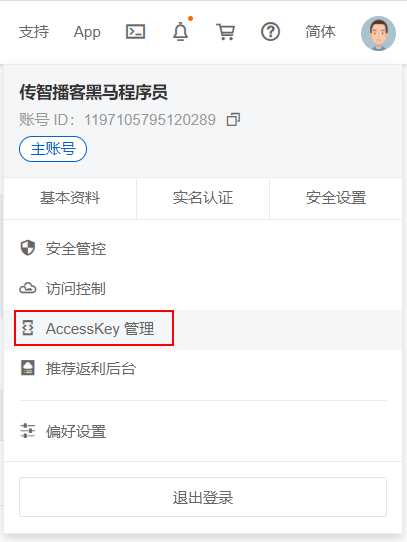 支持 App 简体
传智播客黑马程序员
账号 ID：1197105795120289
主账号
基本资料 实名认证 安全设置
安全管控
访问控制
AccessKey 管理
推荐返利后台
偏好设置
退出登录